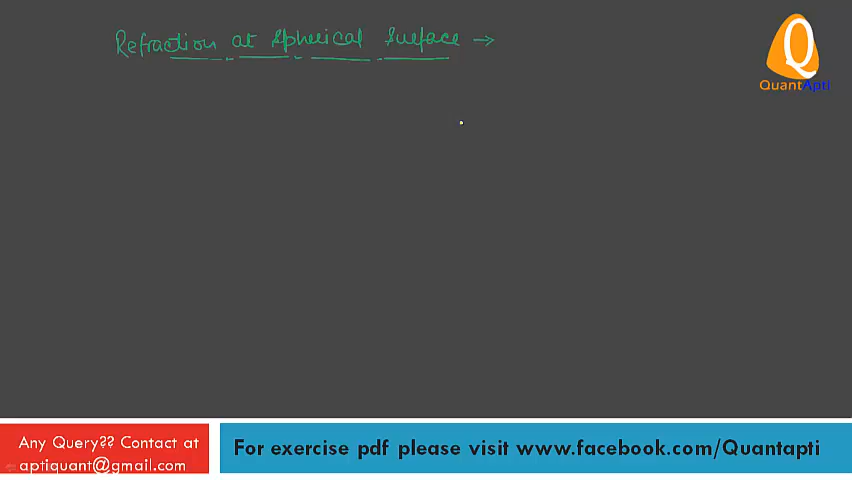 Refraction at Spherical Surface →
Q
QuantApti
Any Query?? Contact at
aptiquant@gmail.com
For exercise pdf please visit www.facebook.com/Quantapti